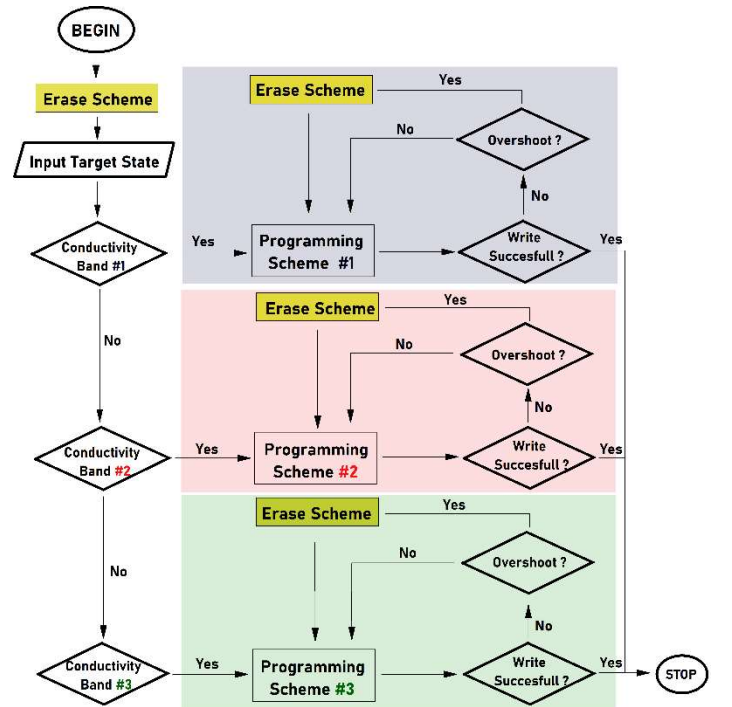 BEGIN
Erase Scheme
Input Target State
Conductivity
Band #1
Yes
Erase Scheme
Yes
No
Overshoot ?
No
Programming
Scheme #1
Write
Succesfull ?
Yes
No
Erase Scheme
Yes
No
Overshoot ?
No
Conductivity
Band #2
Yes
Programming
Scheme #2
Write
Succesfull ?
Yes
No
Erase Scheme
Yes
No
Overshoot ?
No
Conductivity
Band #3
Yes
Programming
Scheme #3
Write
Succesfull ?
Yes
STOP